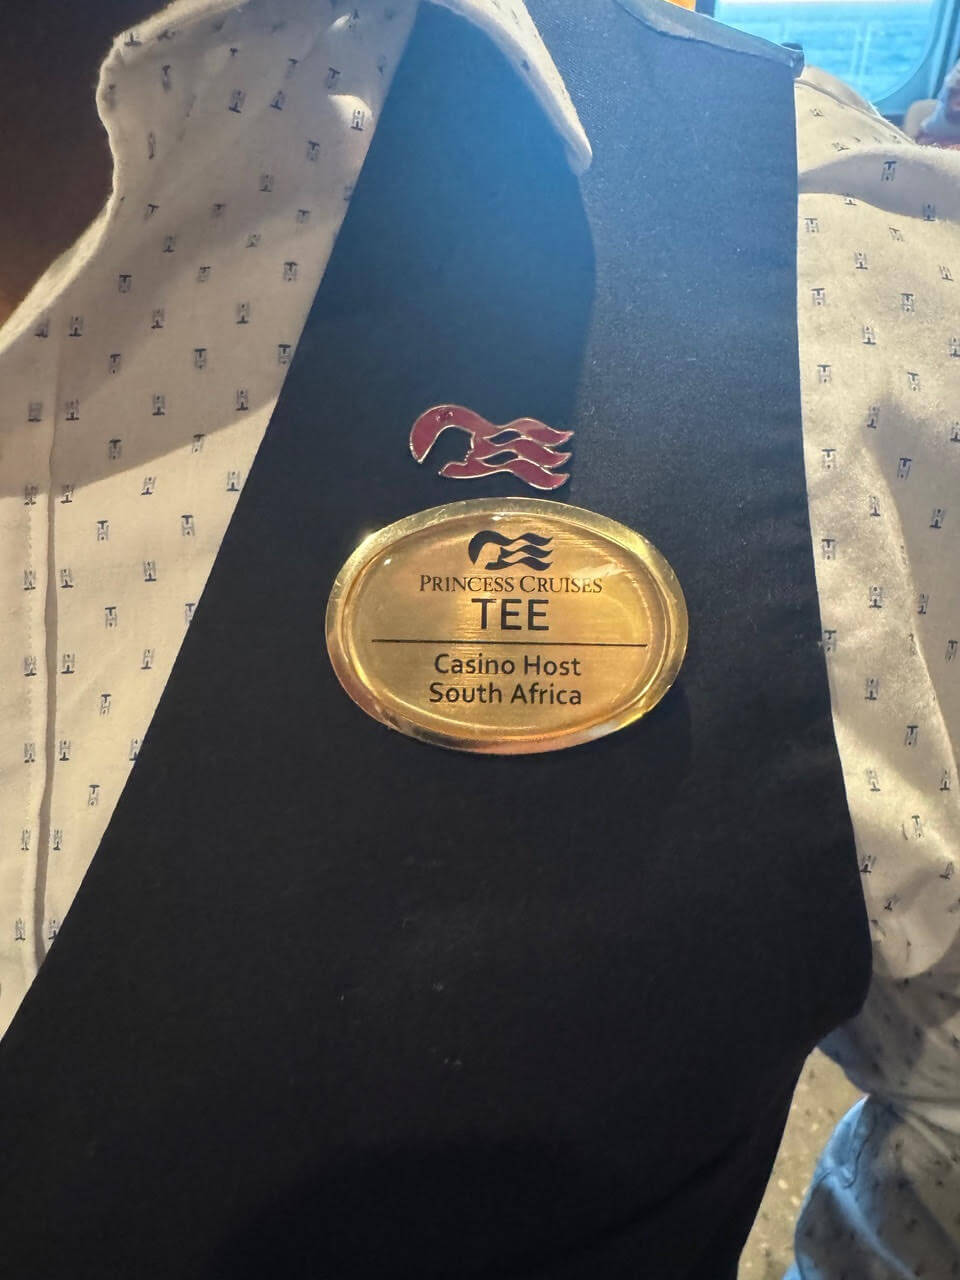 PRINCESS CRUISES
TEE
Casino Host
South Africa